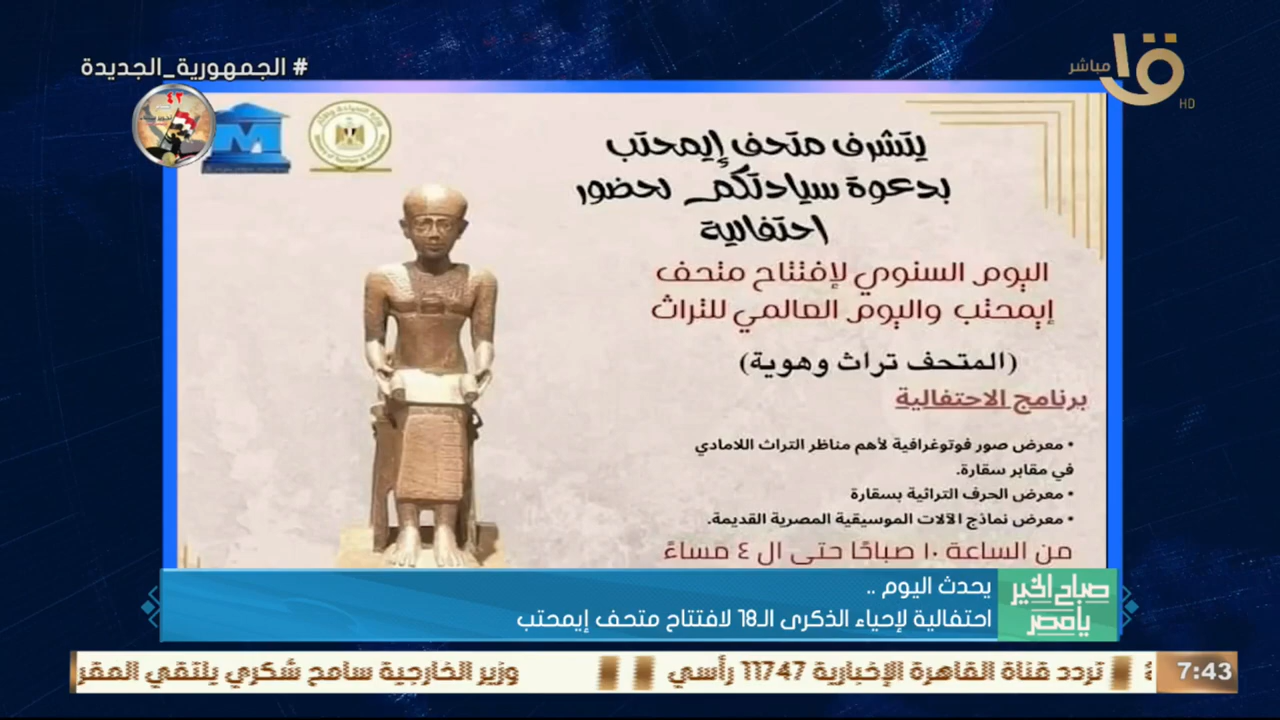 # الجمهورية_الجديدة
مباشر
HD
٤٢
M
يتشرف متحف إيمحتب
بدعوة سيادتكم لحضور
احتفالية
اليوم السنوي لإفتتاح متحف
إيمحتب واليوم العالمي للتراث
(المتحف تراث وهوية)
برنامج الاحتفالية
• معرض صور فوتوغرافية لأهم مناظر التراث اللامادي
في مقابر سقارة.
• معرض الحرف التراثية بسقارة
• معرض نماذج الآلات الموسيقية المصرية القديمة.
من الساعة ١٠ صباحًا حتى ال ٤ مساءً
صباح الخير
يا مصر
يحدث اليوم ..
احتفالية لإحياء الذكرى الـ18 لافتتاح متحف إيمحتب
7:43
تردد قناة القاهرة الإخبارية 11747 رأسي
وزير الخارجية سامح شكري يلتقي